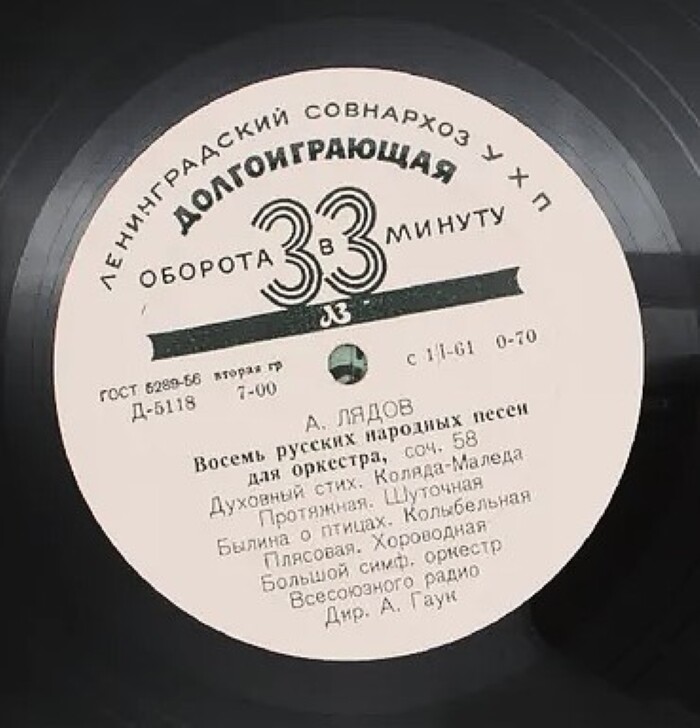 ЛЕНИНГРАДСКИЙ СОВНАРХОЗ УХП
ДОЛГОИГРАЮЩАЯ
ОБОРОТА 33 В МИНУТУ
ЛЗ
ГОСТ 5289-56 вторая гр с 1/I-61 0-70
Д-5118 7-00
А. ЛЯДОВ
Восемь русских народных песен
для оркестра, соч. 58
Духовный стих. Коляда-Маледа
Протяжная. Шуточная
Былина о птицах. Колыбельная
Плясовая. Хороводная
Большой симф. оркестр
Всесоюзного радио
Дир. А. Гаук